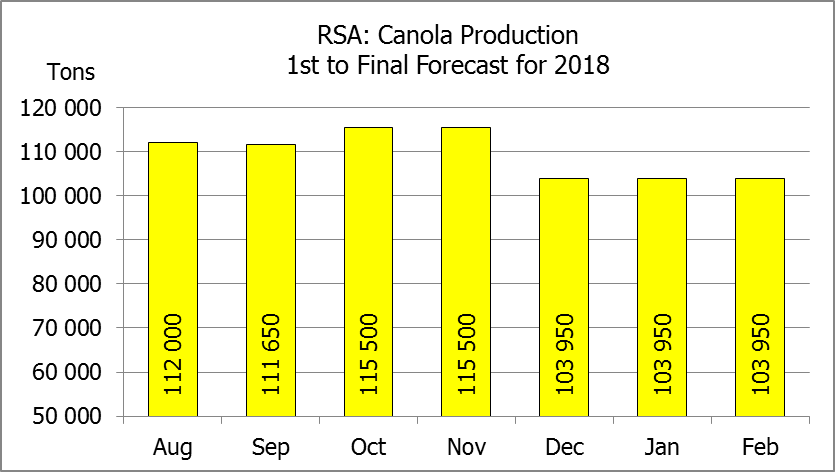 RSA: Canola Production
1st to Final Forecast for 2018
Tons
120 000
110 000
100 000
90 000
80 000
70 000
60 000
50 000
112 000
111 650
115 500
115 500
103 950
103 950
103 950
Aug
Sep
Oct
Nov
Dec
Jan
Feb